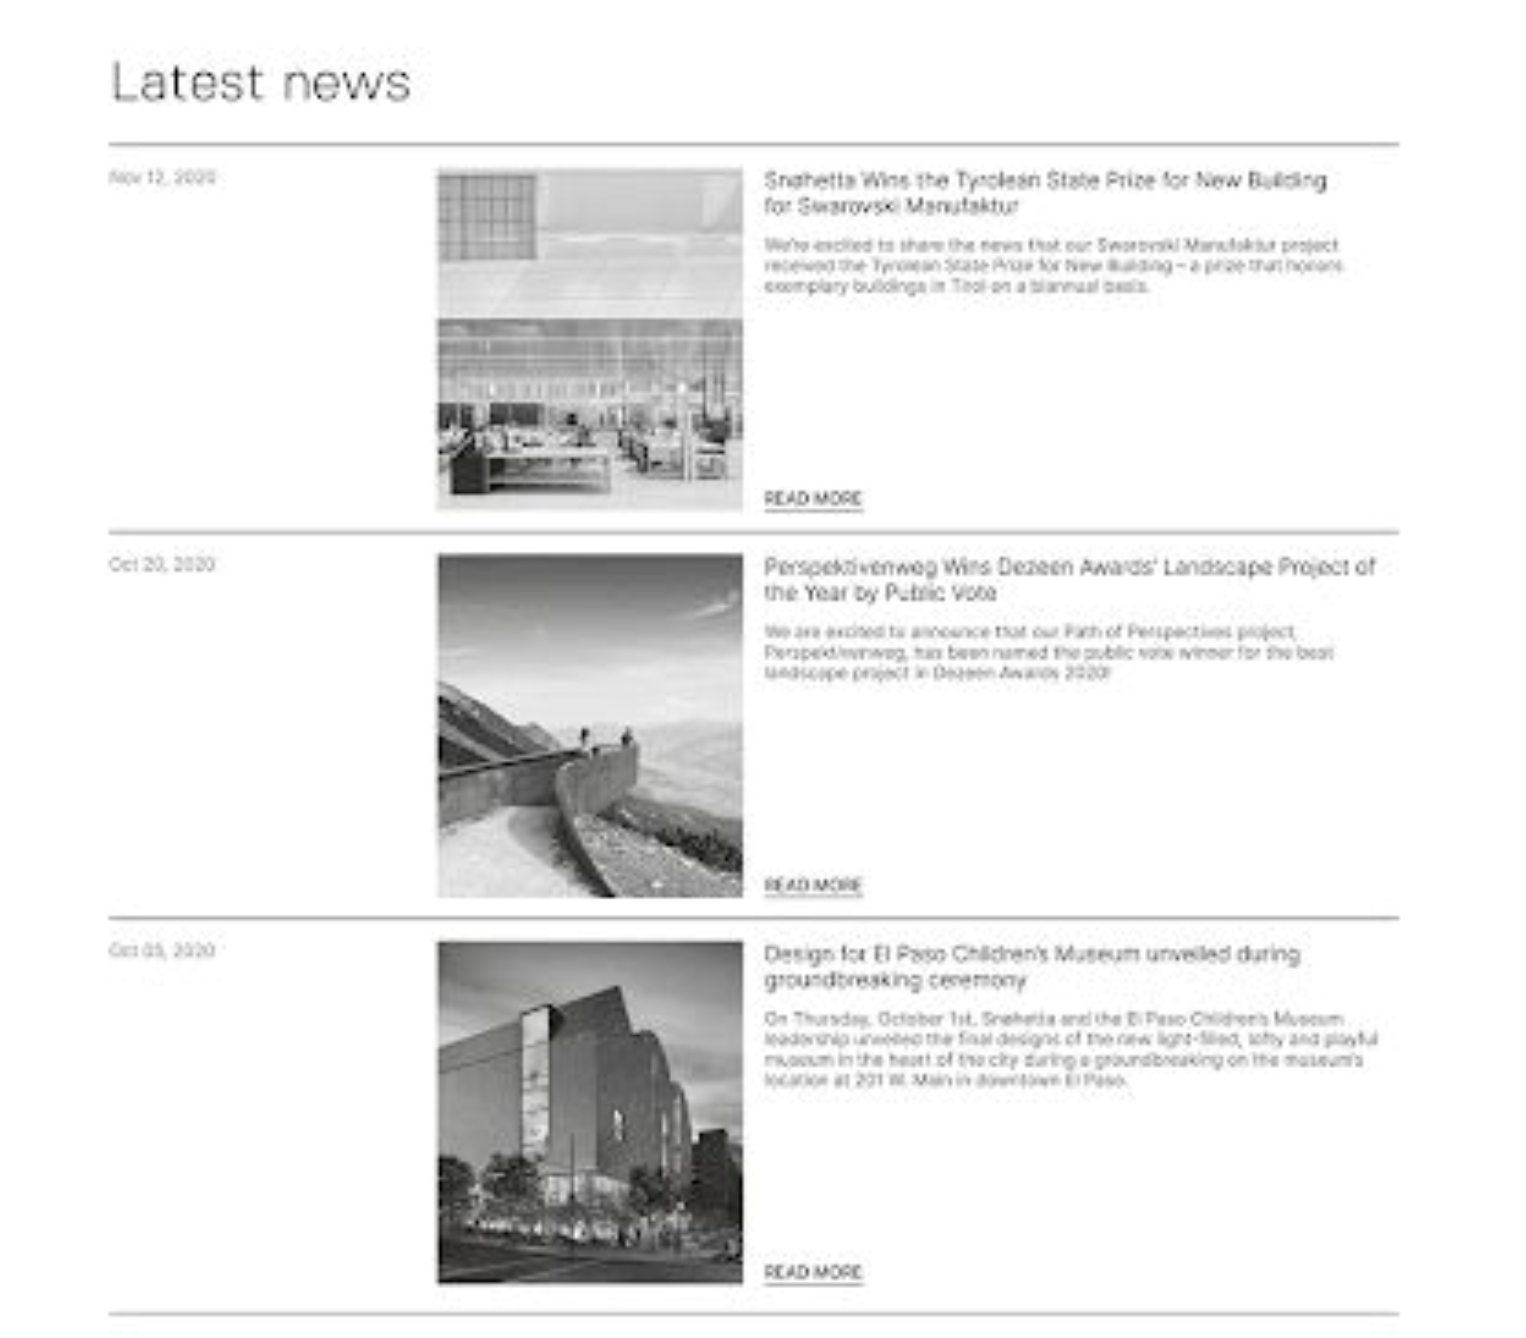 Latest news
Nov 12, 2020
Snøhetta Wins the Tyrolean State Prize for New Building
for Swarovski Manufaktur
We're excited to share the news that our Swarovski Manufaktur project
received the Tyrolean State Prize for New Building – a prize that honors
exemplary buildings in Tirol on a biannual basis.
READ MORE
Oct 20, 2020
Perspektivenweg Wins Dezeen Awards' Landscape Project of
the Year by Public Vote
We are excited to announce that our Path of Perspectives project,
Perspektivenweg, has been named the public vote winner for the best
landscape project in Dezeen Awards 2020!
READ MORE
Oct 05, 2020
Design for El Paso Children's Museum unveiled during
groundbreaking ceremony
On Thursday, October 1st, Snøhetta and the El Paso Children's Museum
leadership unveiled the final designs of the new light-filled, lofty and playful
museum in the heart of the city during a groundbreaking on the museum's
location at 201 W. Main in downtown El Paso.
READ MORE